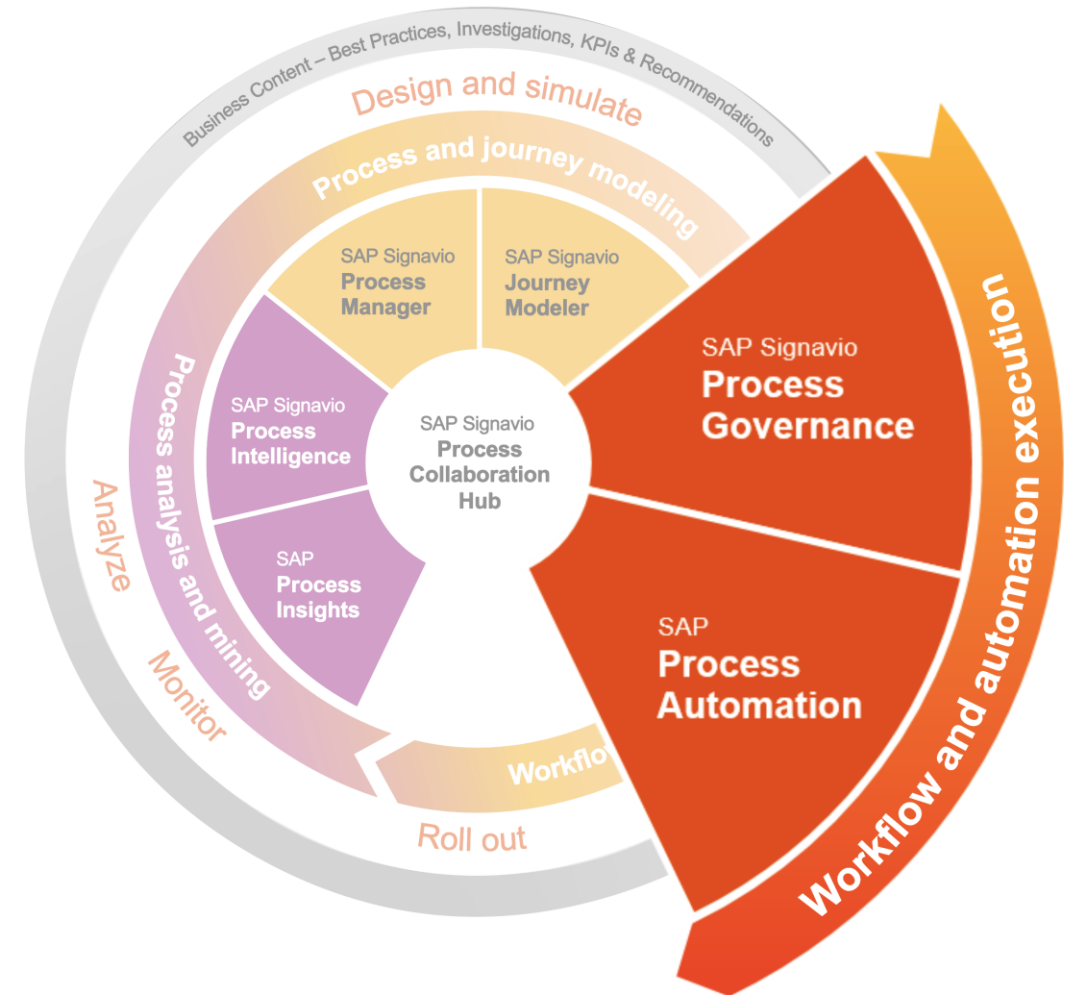 Business Content – Best Practices, Investigations, KPIs & Recommendations
Design and simulate
Process and journey modeling
SAP Signavio
Process
Manager
SAP Signavio
Journey
Modeler
SAP Signavio
Process
Governance
SAP Signavio
Process
Intelligence
SAP Signavio
Process
Collaboration
Hub
SAP
Process
Insights
SAP
Process
Automation
Process analysis and mining
Analyze
Monitor
Workflow and automation execution
Workflo
Roll out